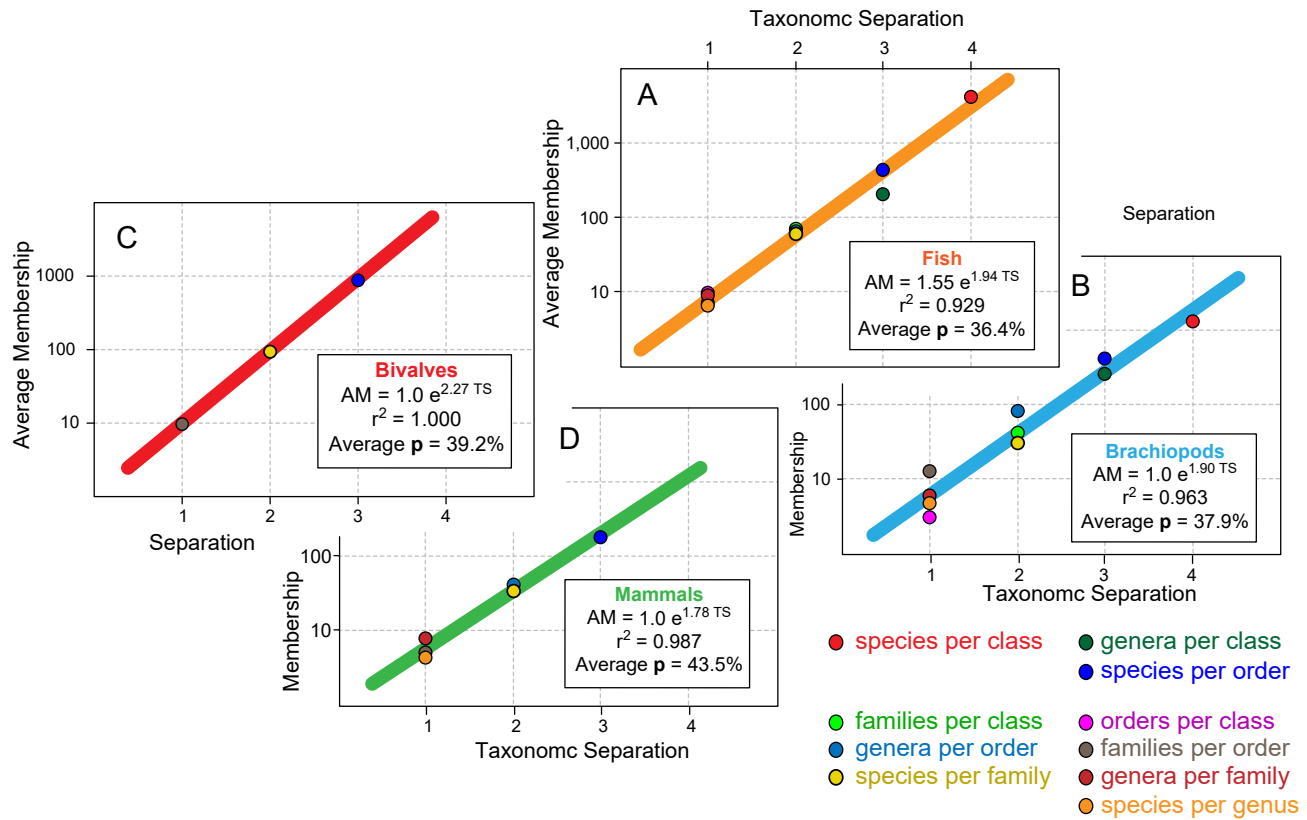 Taxonomc Separation
1 2 3 4
A
Average Membership
1,000
100
10
Fish
AM = 1.55 e^1.94 TS
r^2 = 0.929
Average p = 36.4%
C
Average Membership
1000
100
10
Bivalves
AM = 1.0 e^2.27 TS
r^2 = 1.000
Average p = 39.2%
1 2 3 4
Separation
Separation
B
Membership
100
10
Brachiopods
AM = 1.0 e^1.90 TS
r^2 = 0.963
Average p = 37.9%
1 2 3 4
Taxonomc Separation
D
Membership
100
10
Mammals
AM = 1.0 e^1.78 TS
r^2 = 0.987
Average p = 43.5%
1 2 3 4
Taxonomc Separation
species per class
genera per class
species per order
families per class
genera per order
species per family
orders per class
families per order
genera per family
species per genus